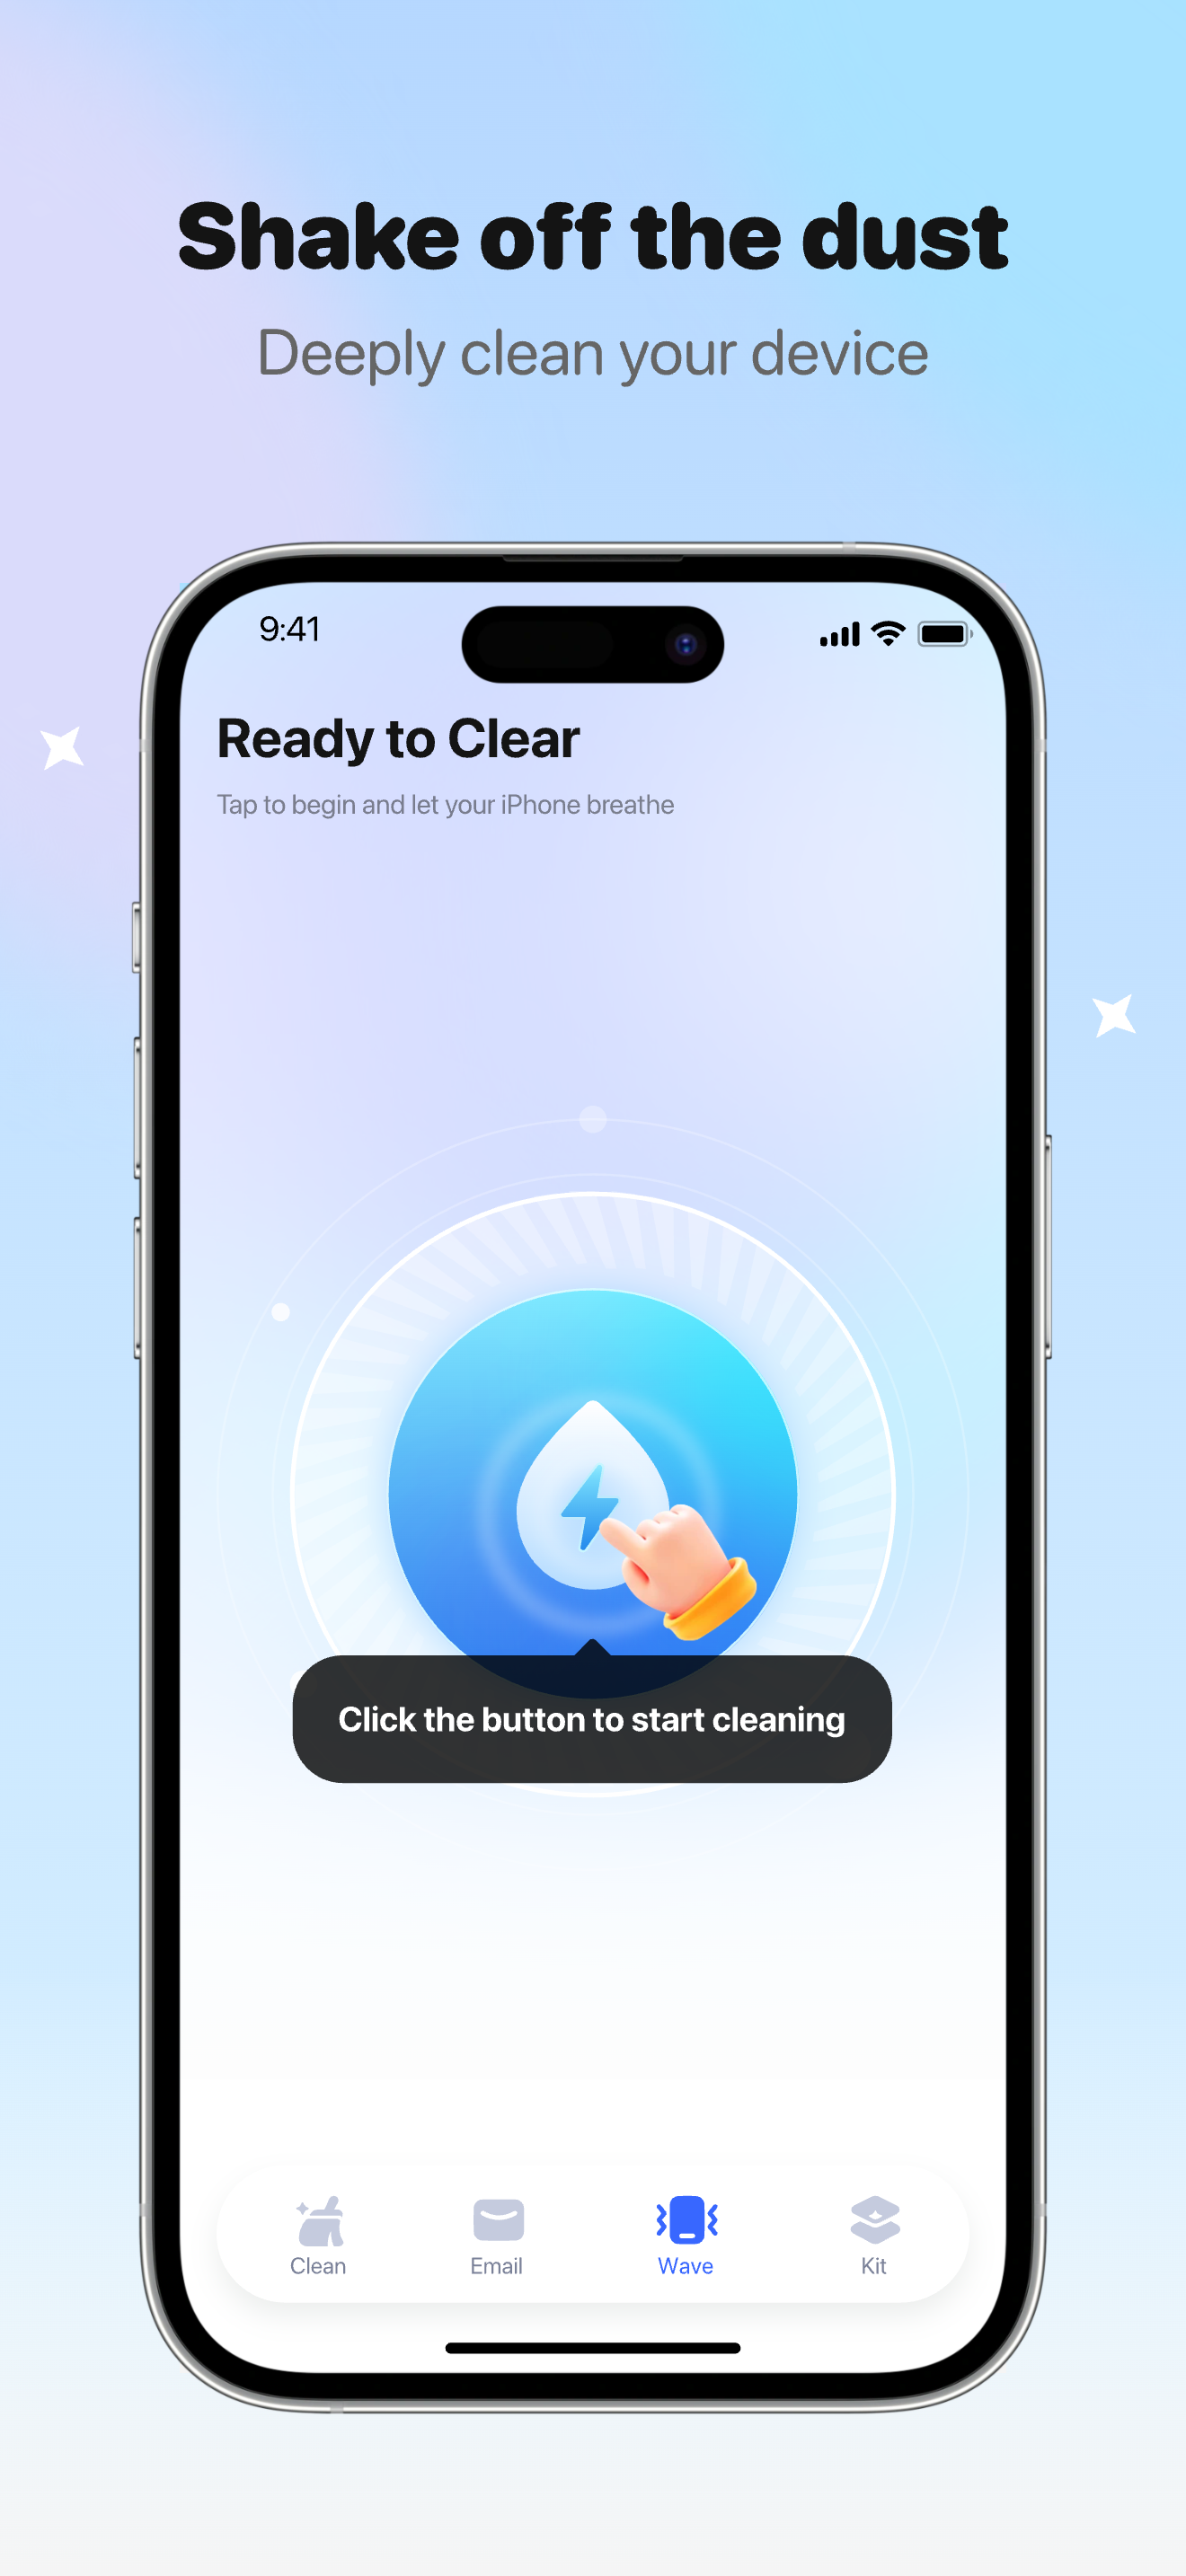 Shake off the dust
Deeply clean your device
9:41
Ready to Clear
Tap to begin and let your iPhone breathe
Click the button to start cleaning
Clean
Email
Wave
Kit